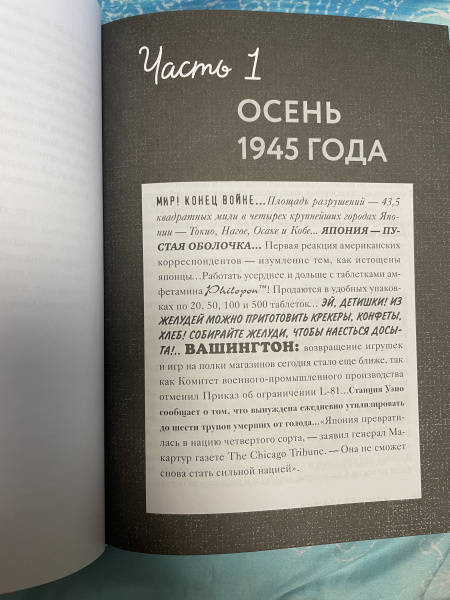 Часть 1
ОСЕНЬ
1945 ГОДА
МИР! КОНЕЦ ВОЙНЕ...Площадь разрушений — 43,5
квадратных мили в четырех крупнейших городах Япо-
нии — Токио, Нагое, Осаке и Кобе... ЯПОНИЯ — ПУ-
СТАЯ ОБОЛОЧКА... Первая реакция американских
корреспондентов — изумление тем, как истощены
японцы...Работать усерднее и дольше с таблетками ам-
фетамина Philopon™! Продаются в удобных упаков-
ках по 20, 50, 100 и 500 таблеток... ЭЙ, ДЕТИШКИ! ИЗ
ЖЕЛУДЕЙ МОЖНО ПРИГОТОВИТЬ КРЕКЕРЫ, КОНФЕТЫ,
ХЛЕБ! СОБИРАЙТЕ ЖЕЛУДИ, ЧТОБЫ НАЕСТЬСЯ ДОСЫ-
ТА!.. ВАШИНГТОН: возвращение игрушек
и игр на полки магазинов сегодня стало еще ближе, так
как Комитет военно-промышленного производства
отменил Приказ об ограничении L-81...Станция Уэно
сообщает о том, что вынуждена ежедневно утилизировать
до шести трупов умерших от голода...«Япония преврати-
лась в нацию четвертого сорта, — заявил генерал Ма-
картур газете The Chicago Tribune. — Она не сможет
снова стать сильной нацией».